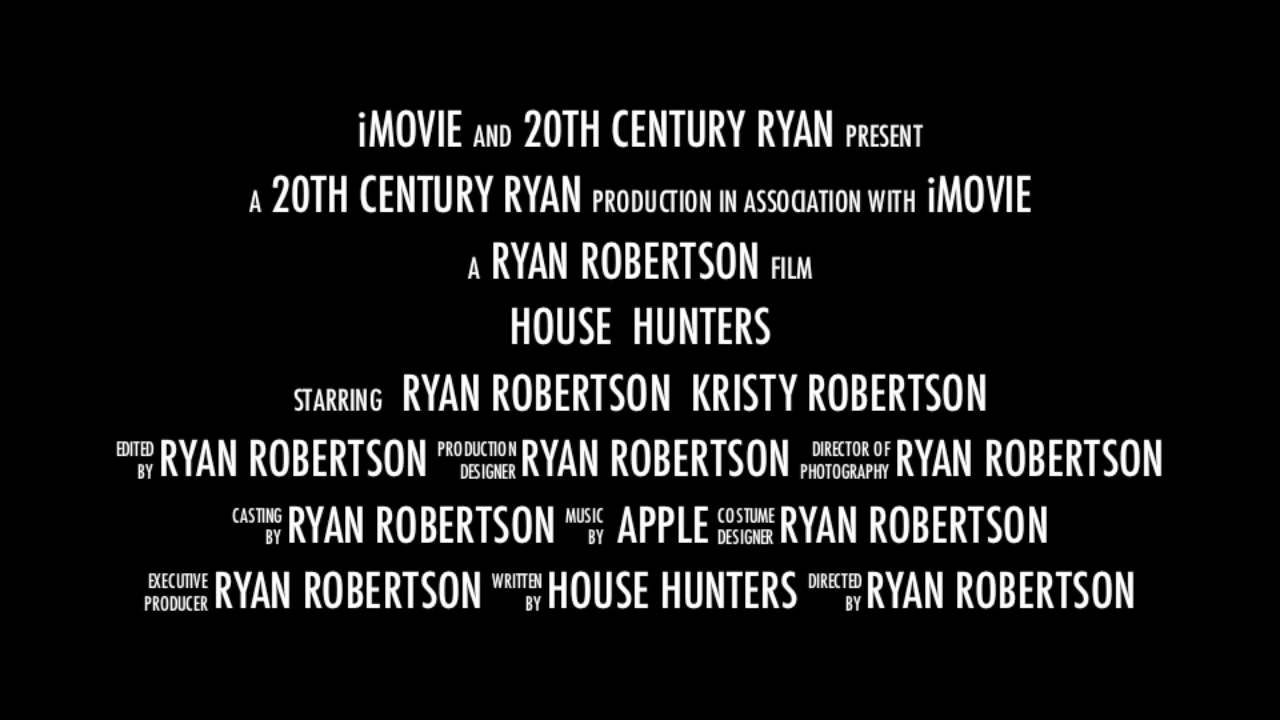 iMOVIE AND 20TH CENTURY RYAN PRESENT
A 20TH CENTURY RYAN PRODUCTION IN ASSOCIATION WITH iMOVIE
A RYAN ROBERTSON FILM
HOUSE HUNTERS
STARRING RYAN ROBERTSON KRISTY ROBERTSON
EDITED BY RYAN ROBERTSON PRODUCTION DESIGNER RYAN ROBERTSON DIRECTOR OF PHOTOGRAPHY RYAN ROBERTSON
CASTING BY RYAN ROBERTSON MUSIC BY APPLE COSTUME DESIGNER RYAN ROBERTSON
EXECUTIVE PRODUCER RYAN ROBERTSON WRITTEN BY HOUSE HUNTERS DIRECTED BY RYAN ROBERTSON